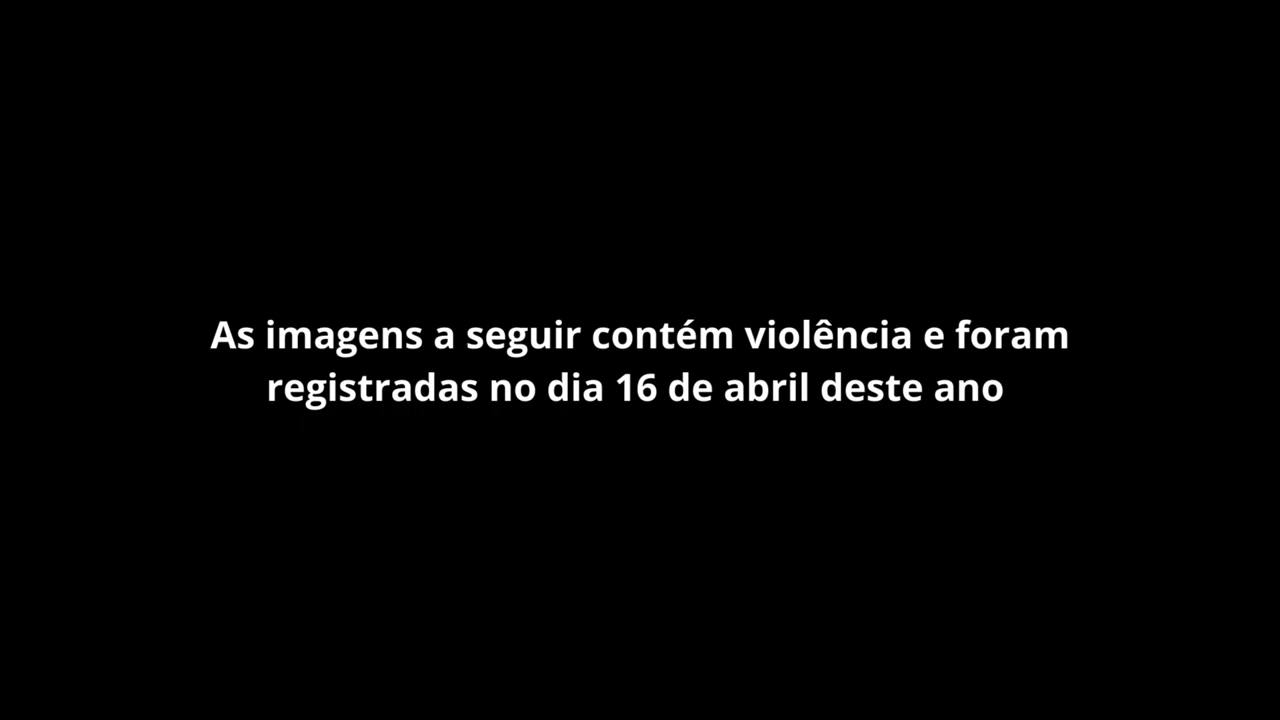 As imagens a seguir contém violência e foram
registradas no dia 16 de abril deste ano